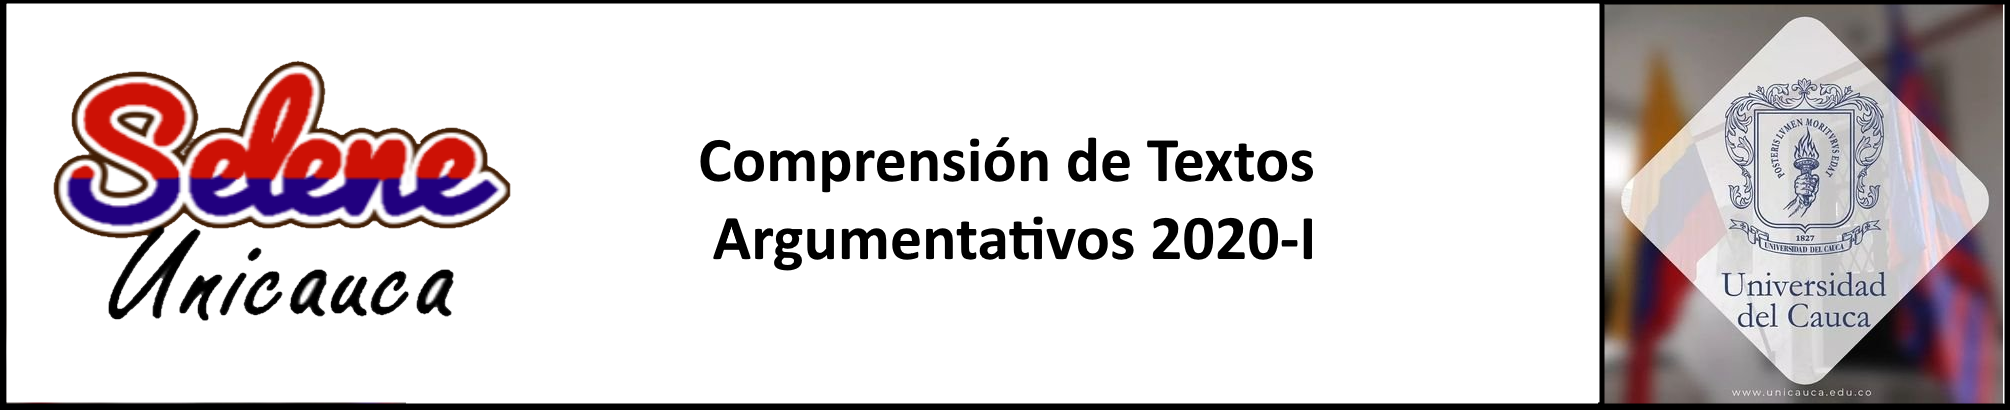 Selene
Unicauca
Comprensión de Textos
Argumentativos 2020-I
POSTERIS LVMEN MORITVRVS EDAT
1827
UNIVERSIDAD DEL CAUCA
Universidad
del Cauca
www.unicauca.edu.co